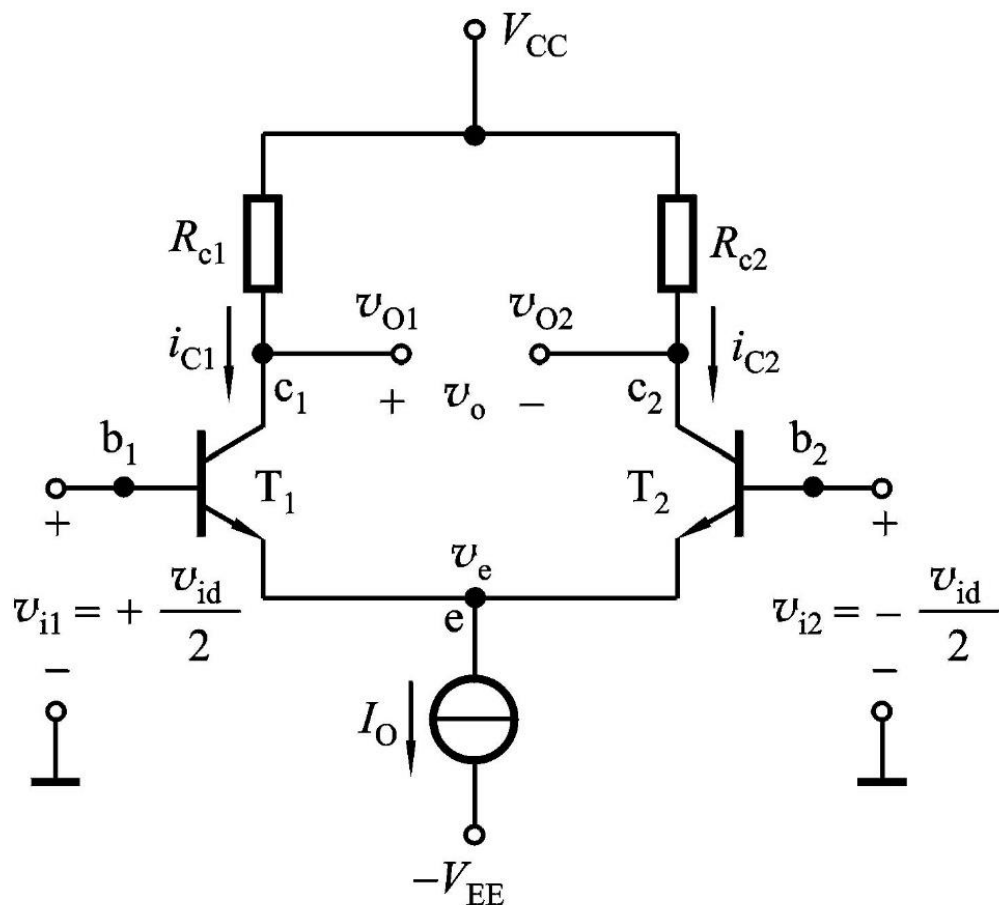 V_CC
R_c1
R_c2
v_O1
v_O2
i_C1
i_C2
c_1
+ v_o −
c_2
b_1
b_2
T_1
T_2
+
+
v_e
v_i1 = + v_id/2
e
v_i2 = − v_id/2
−
−
I_O
−V_EE